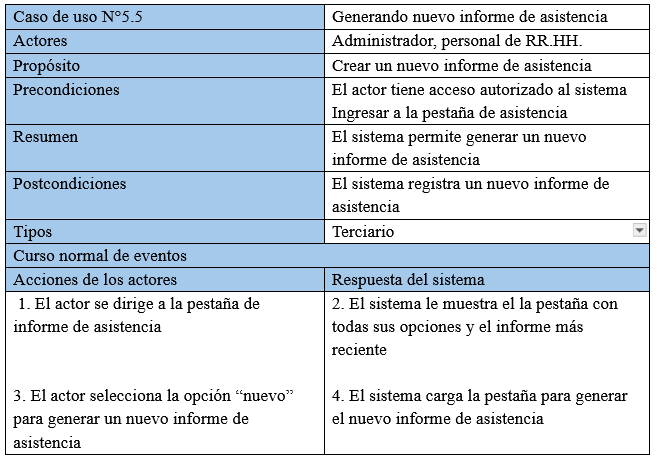 Caso de uso N°5.5
Generando nuevo informe de asistencia
Actores
Administrador, personal de RR.HH.
Propósito
Crear un nuevo informe de asistencia
Precondiciones
El actor tiene acceso autorizado al sistema
Ingresar a la pestaña de asistencia
Resumen
El sistema permite generar un nuevo
informe de asistencia
Postcondiciones
El sistema registra un nuevo informe de
asistencia
Tipos
Terciario
Curso normal de eventos
Acciones de los actores
Respuesta del sistema
1. El actor se dirige a la pestaña de
informe de asistencia
2. El sistema le muestra el la pestaña con
todas sus opciones y el informe más
reciente
3. El actor selecciona la opción “nuevo”
para generar un nuevo informe de
asistencia
4. El sistema carga la pestaña para generar
el nuevo informe de asistencia